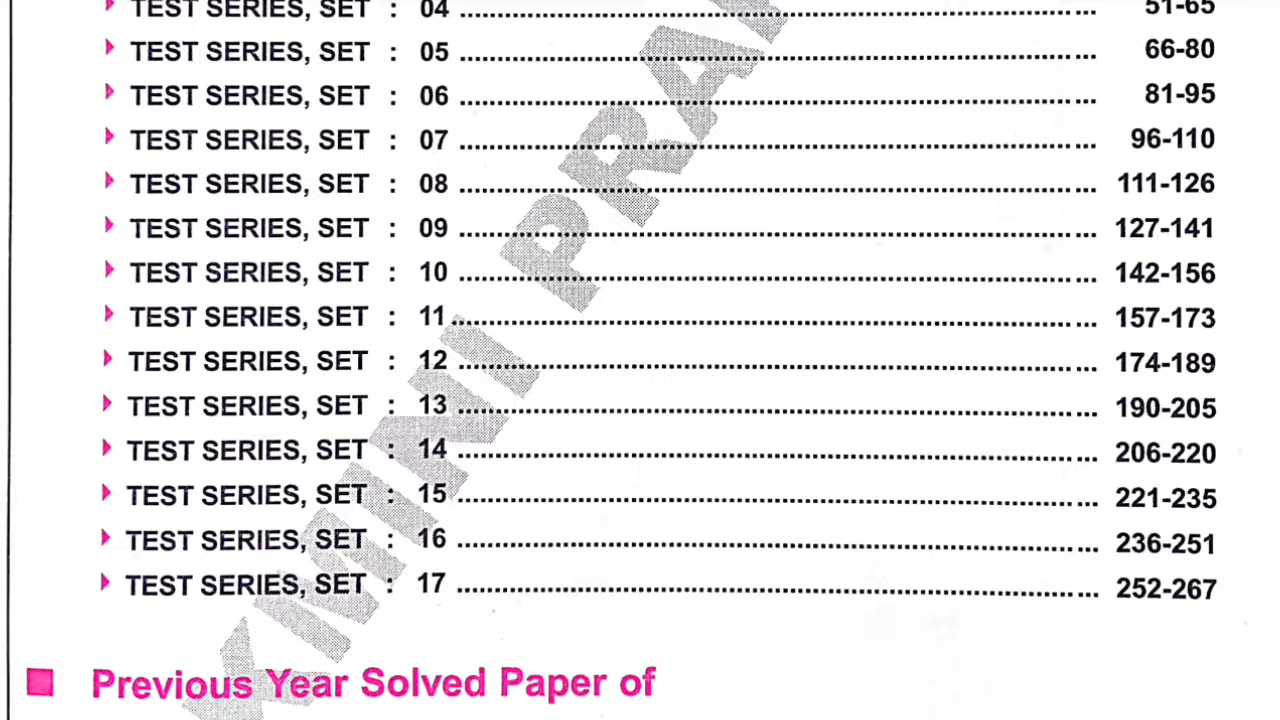 TEST SERIES, SET : 04 ........ 51-65
TEST SERIES, SET : 05 ........ 66-80
TEST SERIES, SET : 06 ........ 81-95
TEST SERIES, SET : 07 ........ 96-110
TEST SERIES, SET : 08 ........ 111-126
TEST SERIES, SET : 09 ........ 127-141
TEST SERIES, SET : 10 ........ 142-156
TEST SERIES, SET : 11 ........ 157-173
TEST SERIES, SET : 12 ........ 174-189
TEST SERIES, SET : 13 ........ 190-205
TEST SERIES, SET : 14 ........ 206-220
TEST SERIES, SET : 15 ........ 221-235
TEST SERIES, SET : 16 ........ 236-251
TEST SERIES, SET : 17 ........ 252-267
Previous Year Solved Paper of